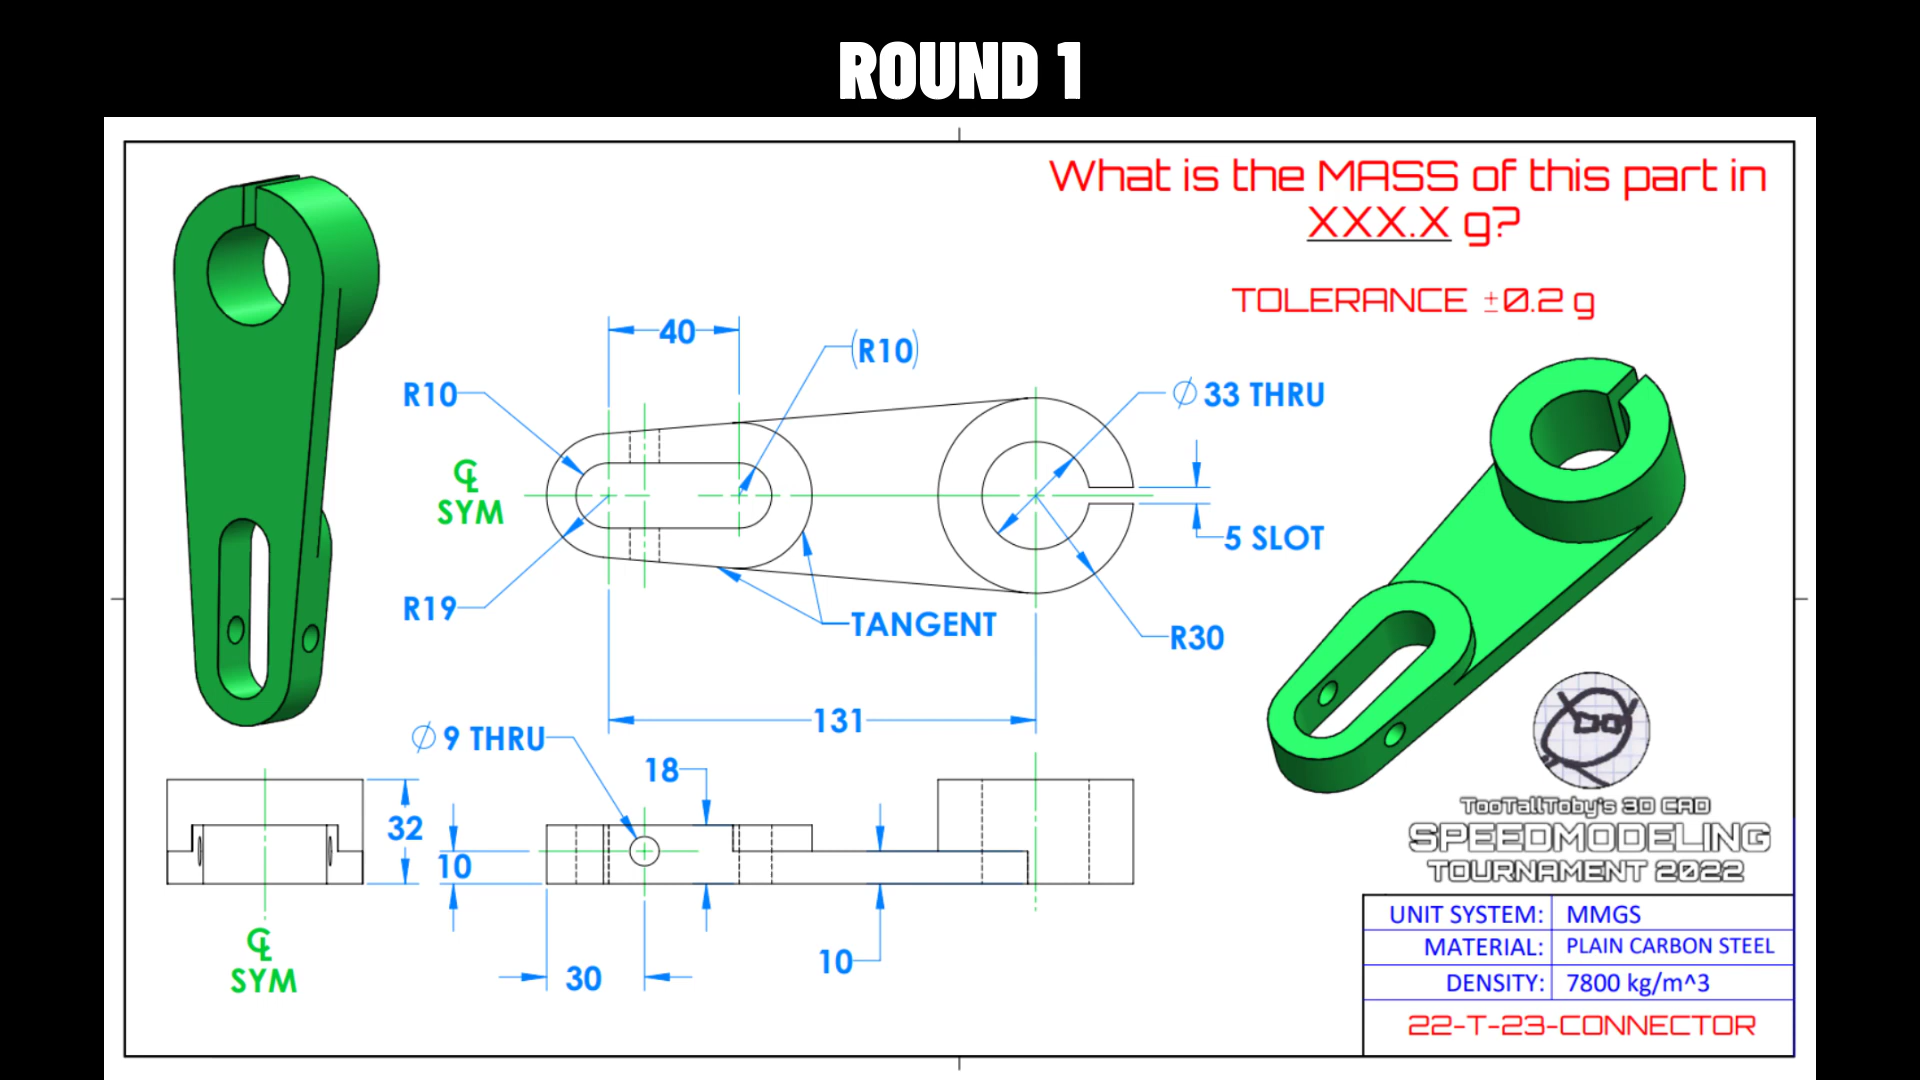 ROUND 1
What is the MASS of this part in
XXX.X g?
TOLERANCE ±0.2 g
40
(R10)
R10
∅ 33 THRU
℄
SYM
5 SLOT
R19
TANGENT
R30
131
∅ 9 THRU
18
32
10
10
30
℄
SYM
TooTallToby's 3D CAD
SPEEDMODELING
TOURNAMENT 2022
UNIT SYSTEM: MMGS
MATERIAL: PLAIN CARBON STEEL
DENSITY: 7800 kg/m^3
22-T-23-CONNECTOR